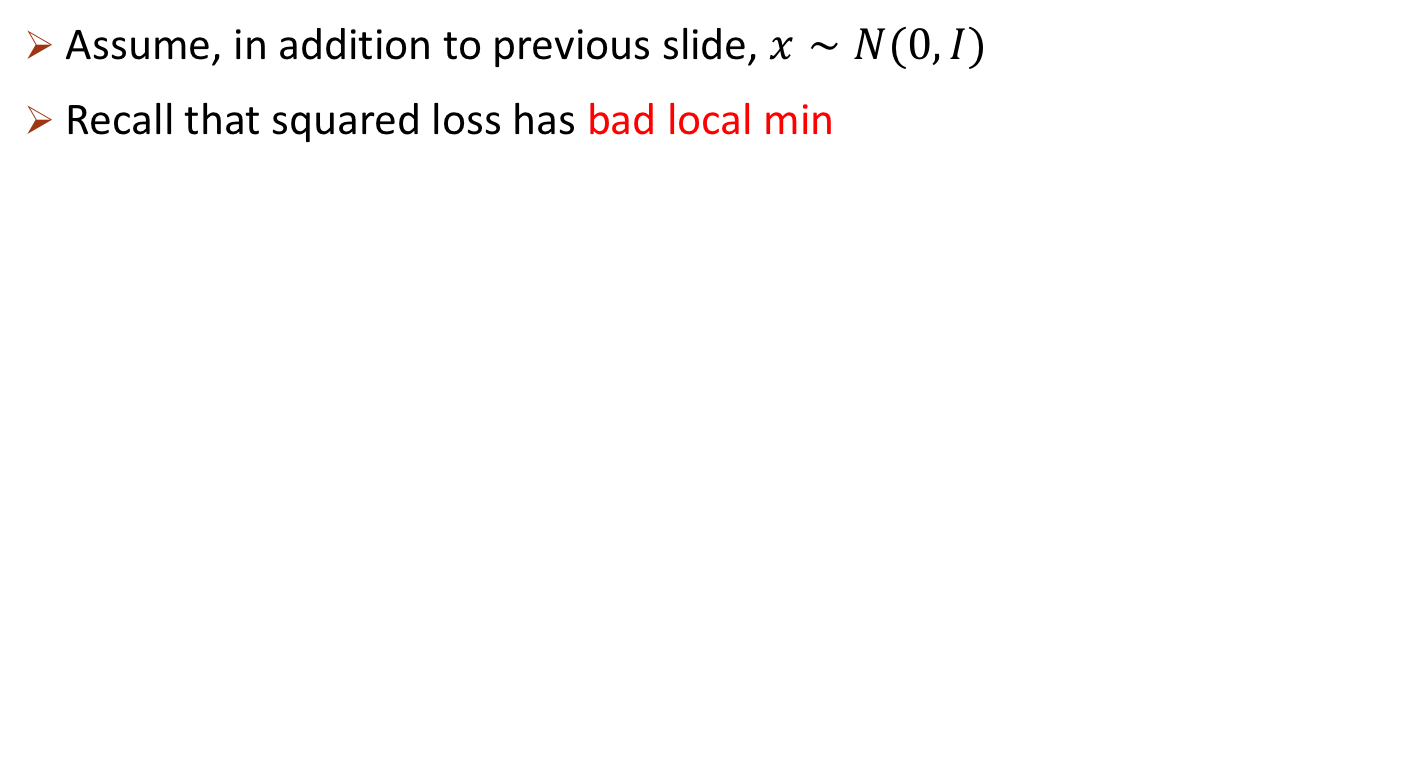 ➢ Assume, in addition to previous slide, x ~ N(0, I)
➢ Recall that squared loss has bad local min